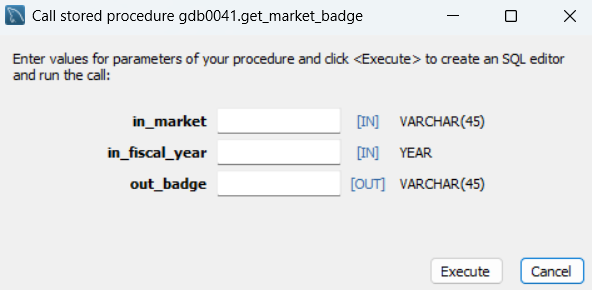 Call stored procedure gdb0041.get_market_badge
Enter values for parameters of your procedure and click <Execute> to create an SQL editor
and run the call:
in_market [IN] VARCHAR(45)
in_fiscal_year [IN] YEAR
out_badge [OUT] VARCHAR(45)
Execute Cancel